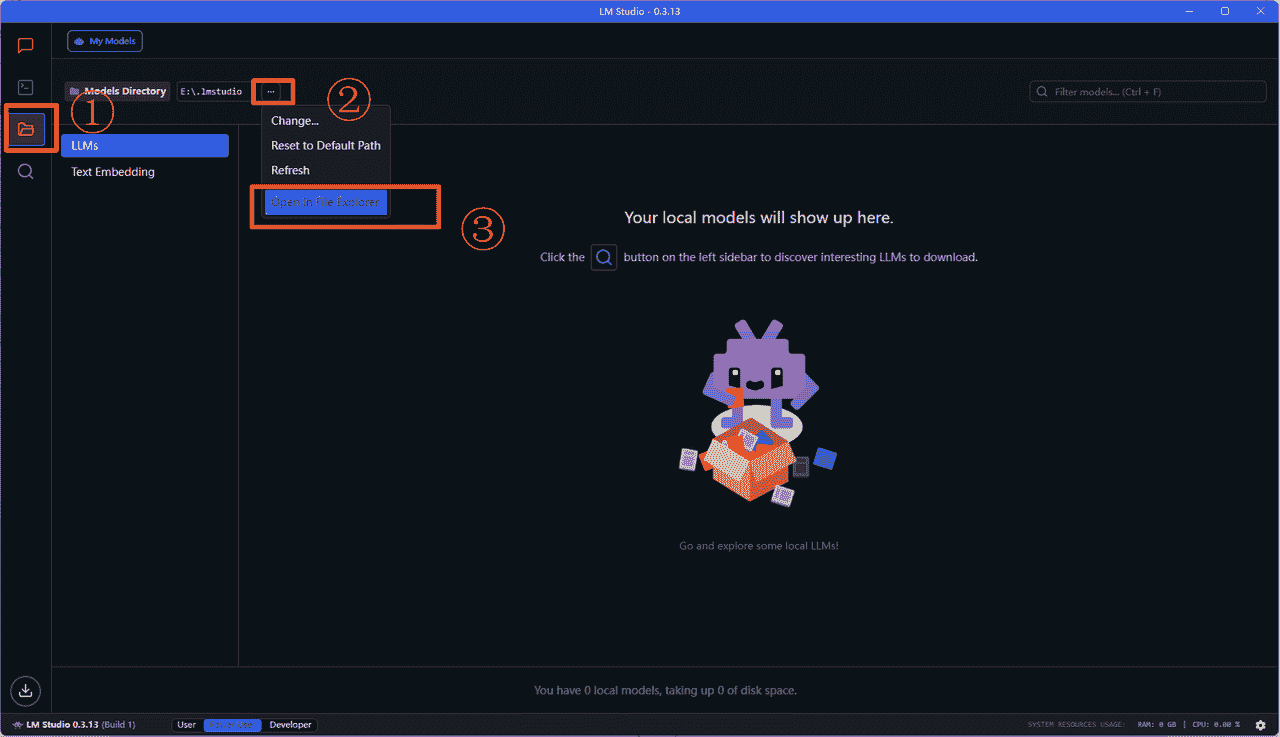 LM Studio - 0.3.13
My Models
Models Directory E:\.lmstudio ...
Filter models... (Ctrl + F)
①
②
Change...
LLMs
Reset to Default Path
Text Embedding
Refresh
Open in File Explorer
③
Your local models will show up here.
Click the button on the left sidebar to discover interesting LLMs to download.
Go and explore some local LLMs!
You have 0 local models, taking up 0 of disk space.
LM Studio 0.3.13 (Build 1) User Developer
SYSTEM RESOURCES USAGE: RAM: 0 GB | CPU: 0.00 %